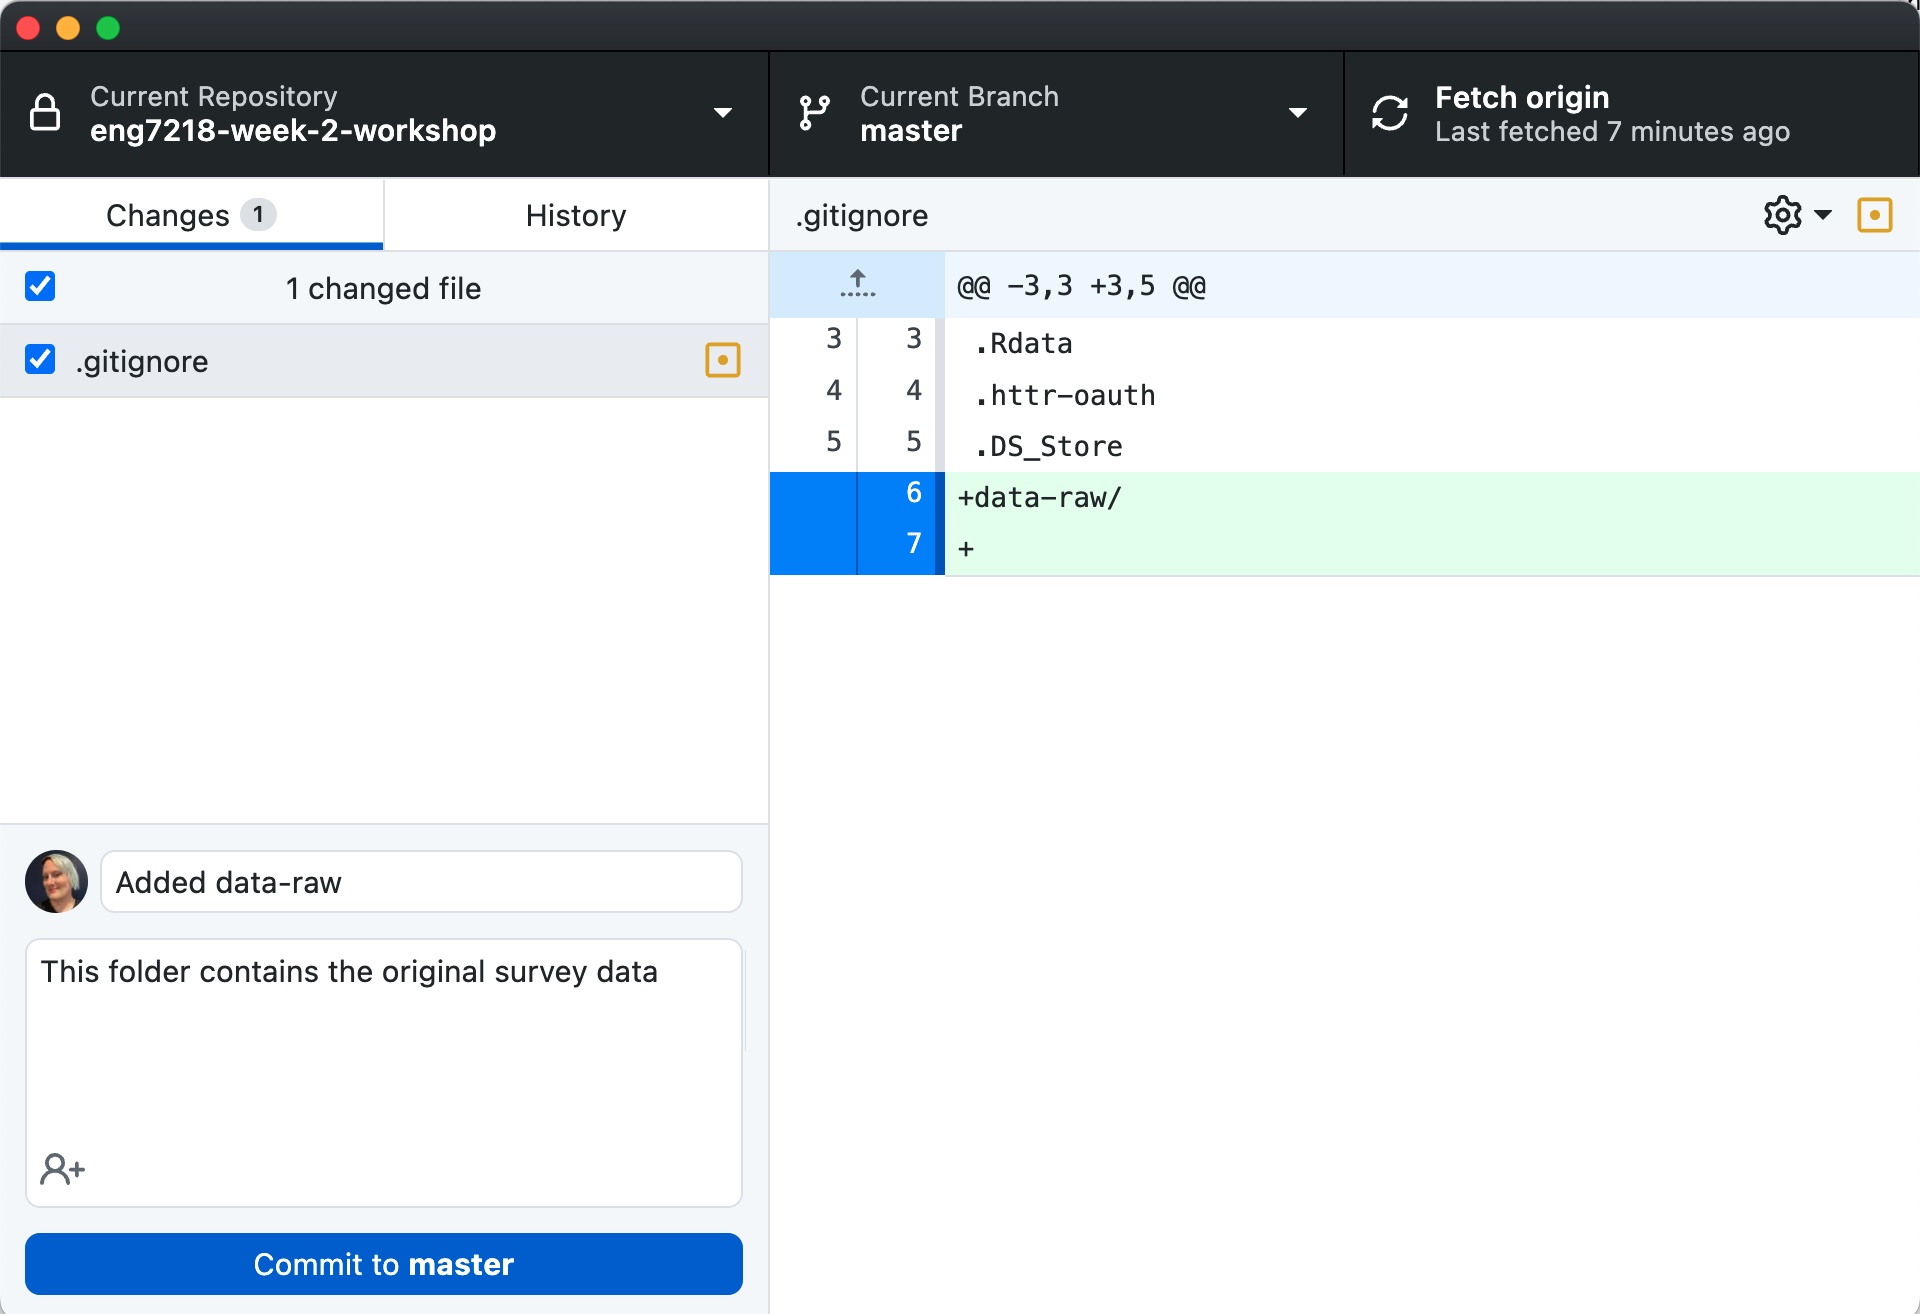 Current Repository
eng7218-week-2-workshop
Current Branch
master
Fetch origin
Last fetched 7 minutes ago
Changes 1
History
.gitignore
1 changed file
.gitignore
@@ -3,3 +3,5 @@
3 3 .Rdata
4 4 .httr-oauth
5 5 .DS_Store
6 +data-raw/
7 +
Added data-raw
This folder contains the original survey data
Commit to master